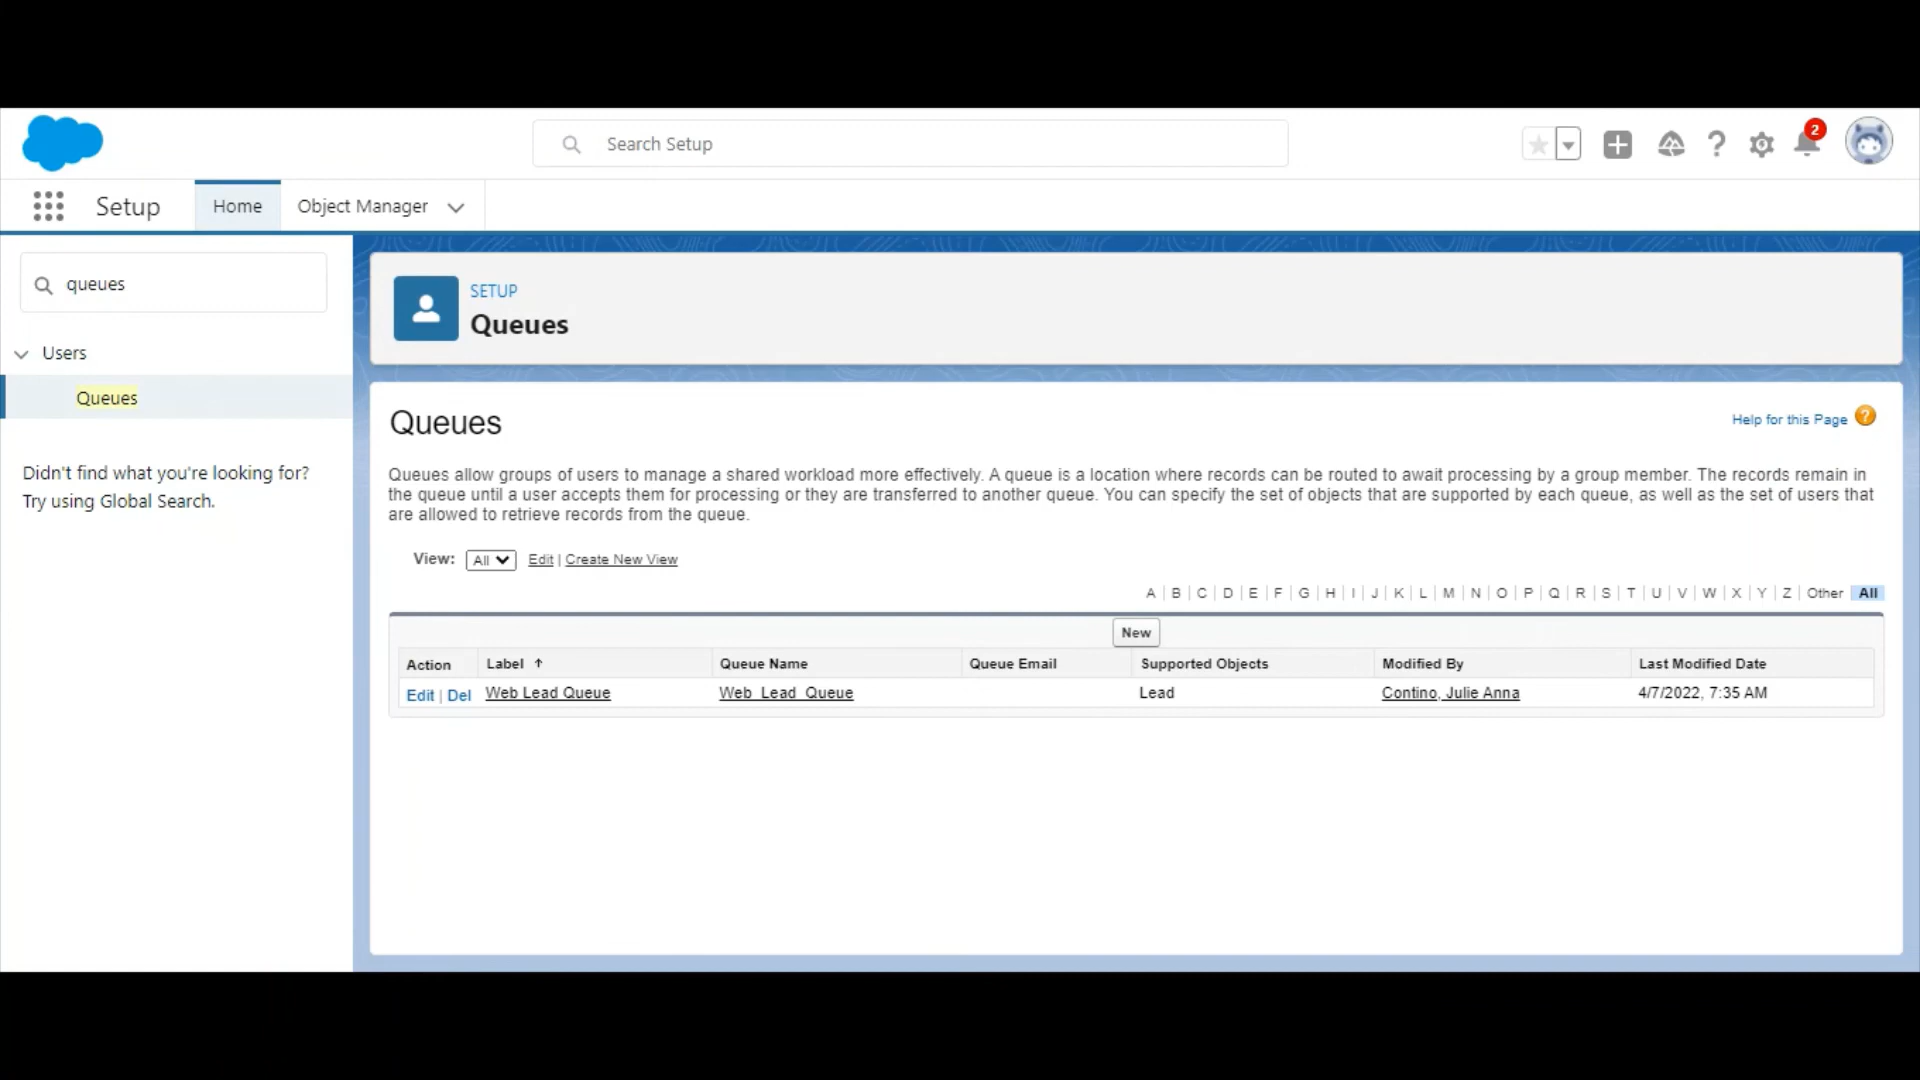 Search Setup
2
Setup
Home
Object Manager
queues
Users
Queues
Didn't find what you're looking for?
Try using Global Search.
SETUP
Queues
Queues
Help for this Page ?
Queues allow groups of users to manage a shared workload more effectively. A queue is a location where records can be routed to await processing by a group member. The records remain in
the queue until a user accepts them for processing or they are transferred to another queue. You can specify the set of objects that are supported by each queue, as well as the set of users that
are allowed to retrieve records from the queue.
View: All Edit | Create New View
A | B | C | D | E | F | G | H | I | J | K | L | M | N | O | P | Q | R | S | T | U | V | W | X | Y | Z | Other All
New
Action Label ↑ Queue Name Queue Email Supported Objects Modified By Last Modified Date
Edit | Del Web Lead Queue Web_Lead_Queue Lead Contino, Julie Anna 4/7/2022, 7:35 AM